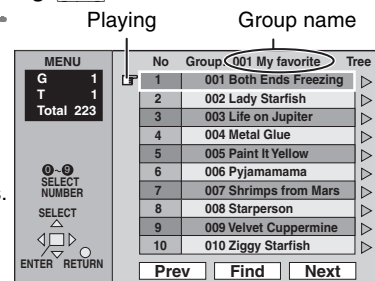 Playing Group name
MENU
G 1
T 1
Total 223
0~9
SELECT
NUMBER
s.
SELECT
ENTER RETURN
No Group: 001 My favorite Tree
1 001 Both Ends Freezing
2 002 Lady Starfish
3 003 Life on Jupiter
4 004 Metal Glue
5 005 Paint It Yellow
6 006 Pyjamamama
7 007 Shrimps from Mars
8 008 Starperson
9 009 Velvet Cuppermine
10 010 Ziggy Starfish
Prev Find Next